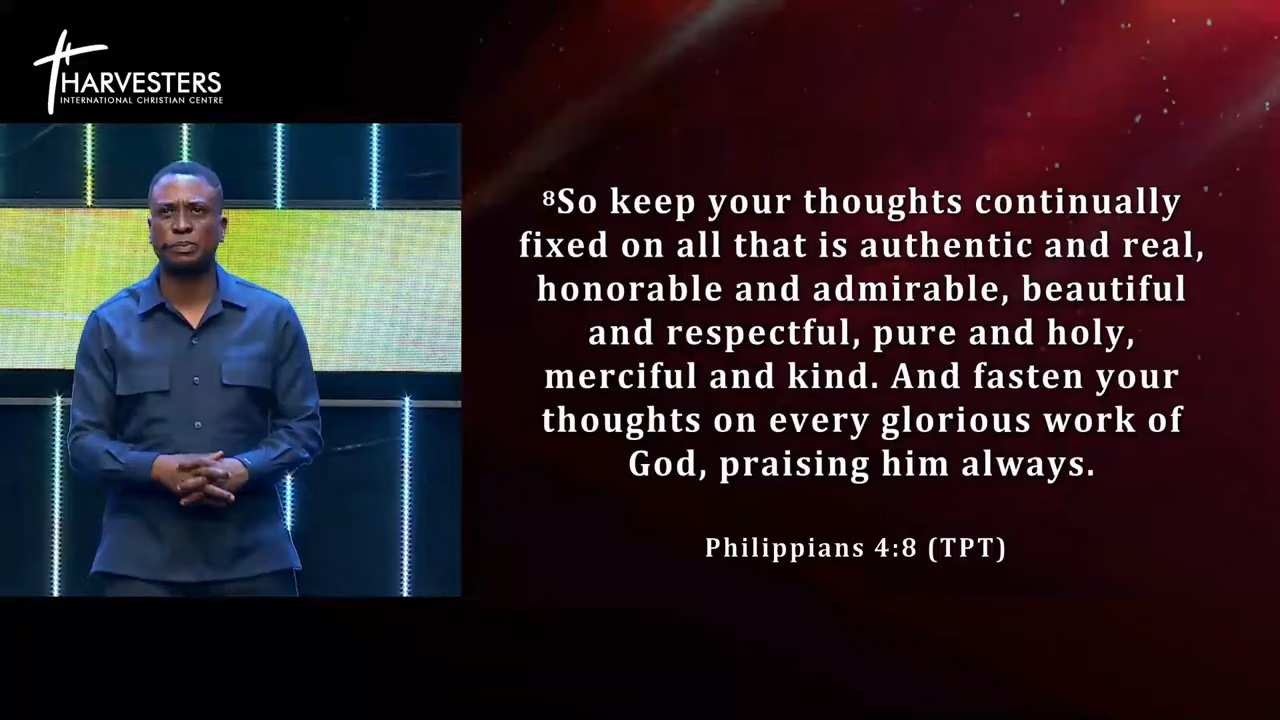 HARVESTERS
INTERNATIONAL CHRISTIAN CENTRE
⁸So keep your thoughts continually
fixed on all that is authentic and real,
honorable and admirable, beautiful
and respectful, pure and holy,
merciful and kind. And fasten your
thoughts on every glorious work of
God, praising him always.
Philippians 4:8 (TPT)